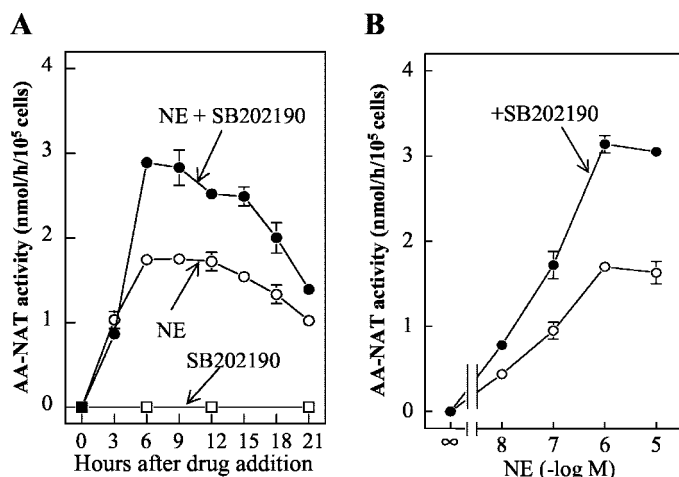 A
AA-NAT activity (nmol/h/10⁵ cells)
4
3
2
1
0
NE + SB202190
NE
SB202190
0 3 6 9 12 15 18 21
Hours after drug addition
B
AA-NAT activity (nmol/h/10⁵ cells)
4
3
2
1
0
+SB202190
∞ 8 7 6 5
NE (-log M)